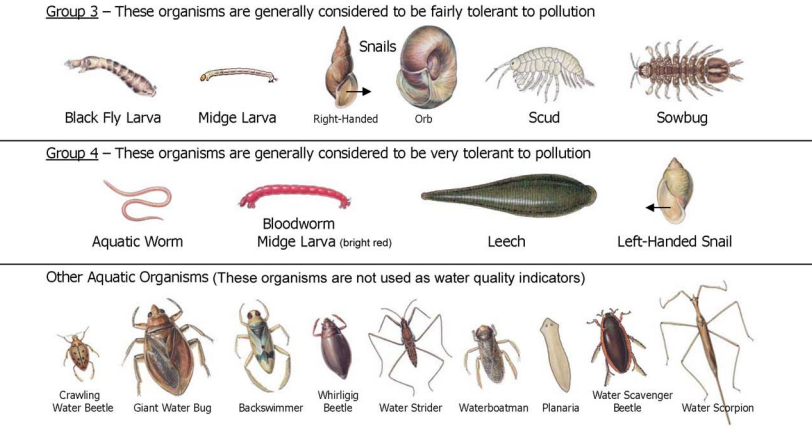 Group 3 – These organisms are generally considered to be fairly tolerant to pollution
Snails
Black Fly Larva
Midge Larva
Right-Handed
Orb
Scud
Sowbug
Group 4 – These organisms are generally considered to be very tolerant to pollution
Aquatic Worm
Bloodworm
Midge Larva (bright red)
Leech
Left-Handed Snail
Other Aquatic Organisms (These organisms are not used as water quality indicators)
Crawling
Water Beetle
Giant Water Bug
Backswimmer
Whirligig
Beetle
Water Strider
Waterboatman
Planaria
Water Scavenger
Beetle
Water Scorpion